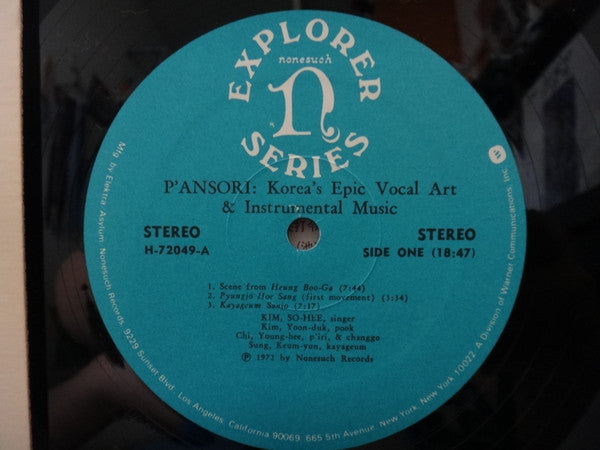 EXPLORER
nonesuch
n
SERIES
P'ANSORI: Korea's Epic Vocal Art
& Instrumental Music
STEREO
H-72049-A
STEREO
SIDE ONE (18:47)
1. Scene from Heung Boo-Ga (7:44)
2. Pyungjo Hoe Sang (first movement) (3:34)
3. Kayageum Sanjo (7:17)
KIM, SO-HEE, singer
Kim, Yoon-duk, pook
Chi, Young-hee, p'iri, & changgo
Sung, Keum-yun, kayageum
Ⓟ 1972 by Nonesuch Records
Mfg by Elektra Asylum Nonesuch Records, 9229 Sunset Blvd. Los Angeles, California 90069 665 5th Avenue, New York, New York 10022 A Division of Warner Communications, Inc.